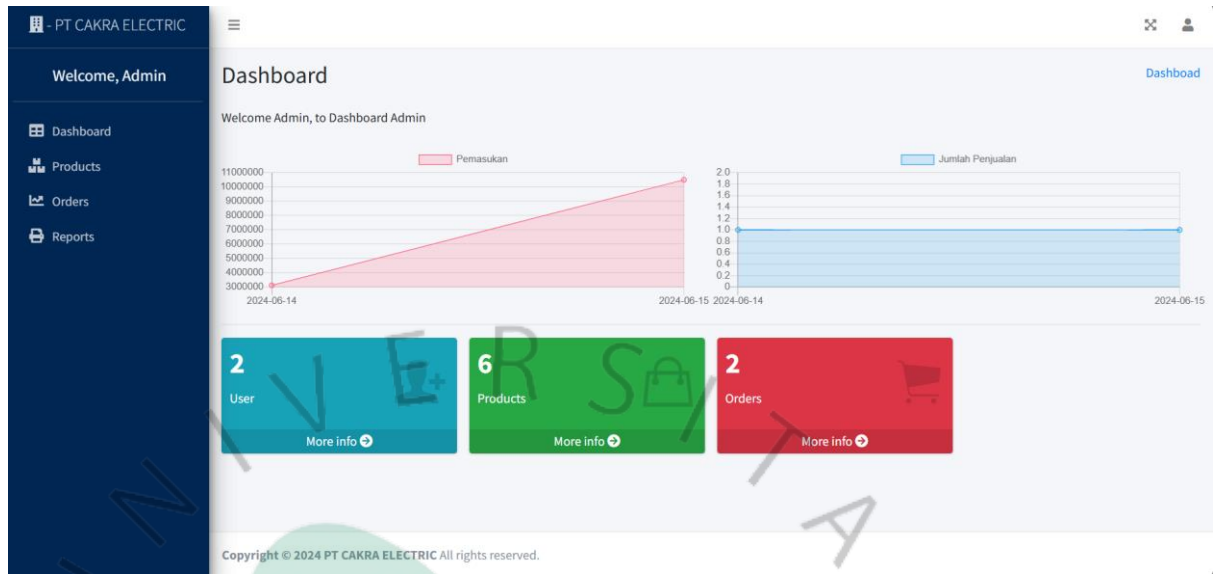 - PT CAKRA ELECTRIC
Welcome, Admin
Dashboard
Products
Orders
Reports
Dashboard
Dashboad
Welcome Admin, to Dashboard Admin
Pemasukan
11000000
10000000
9000000
8000000
7000000
6000000
5000000
4000000
3000000
2024-06-14
2024-06-15
Jumlah Penjualan
2.0
1.8
1.6
1.4
1.2
1.0
0.8
0.6
0.4
0.2
0
2024-06-14
2024-06-15
2
User
More info
6
Products
More info
2
Orders
More info
UNIVERSITA
Copyright © 2024 PT CAKRA ELECTRIC All rights reserved.